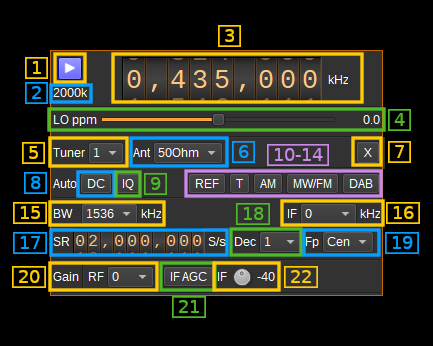 3
1
0,435,000 kHz
2 2000k
LO ppm 0.0 4
5 Tuner 1 Ant 50Ohm 6 10-14 X 7
8 Auto DC IQ 9 REF T AM MW/FM DAB
15 BW 1536 kHz 18 IF 0 kHz 16
17 SR 02,000,000 S/s Dec 1 Fp Cen 19
20 Gain RF 0 IF AGC IF -40 22
21